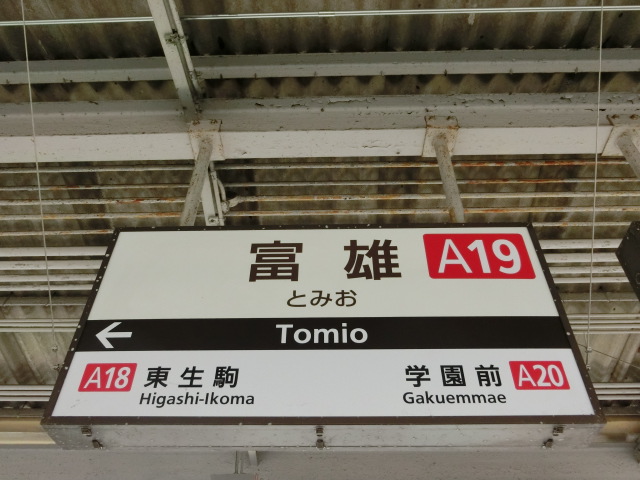 富雄 A19
とみお
← Tomio
A18 東生駒 学園前 A20
Higashi-Ikoma Gakuemmae